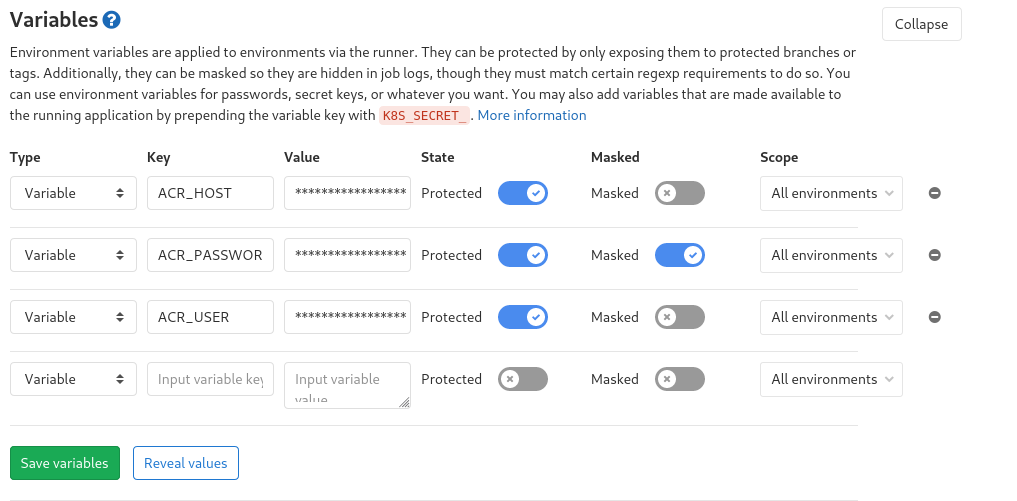 Variables ?
Collapse
Environment variables are applied to environments via the runner. They can be protected by only exposing them to protected branches or
tags. Additionally, they can be masked so they are hidden in job logs, though they must match certain regexp requirements to do so. You
can use environment variables for passwords, secret keys, or whatever you want. You may also add variables that are made available to
the running application by prepending the variable key with K8S_SECRET_. More information
Type Key Value State Masked Scope
Variable ACR_HOST ***************** Protected Masked All environments
Variable ACR_PASSWOR ***************** Protected Masked All environments
Variable ACR_USER ***************** Protected Masked All environments
Variable Input variable key Input variable Protected Masked All environments
value
Save variables Reveal values